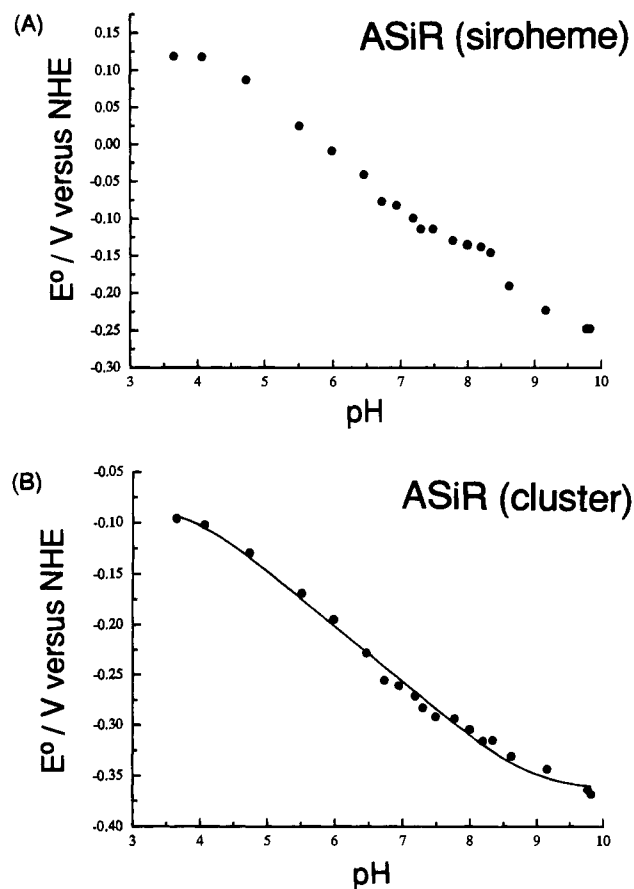 (A)
ASiR (siroheme)
E⁰ / V versus NHE
0.15
0.10
0.05
0.00
-0.05
-0.10
-0.15
-0.20
-0.25
-0.30
3 4 5 6 7 8 9 10
pH
(B)
ASiR (cluster)
E⁰ / V versus NHE
-0.05
-0.10
-0.15
-0.20
-0.25
-0.30
-0.35
-0.40
3 4 5 6 7 8 9 10
pH